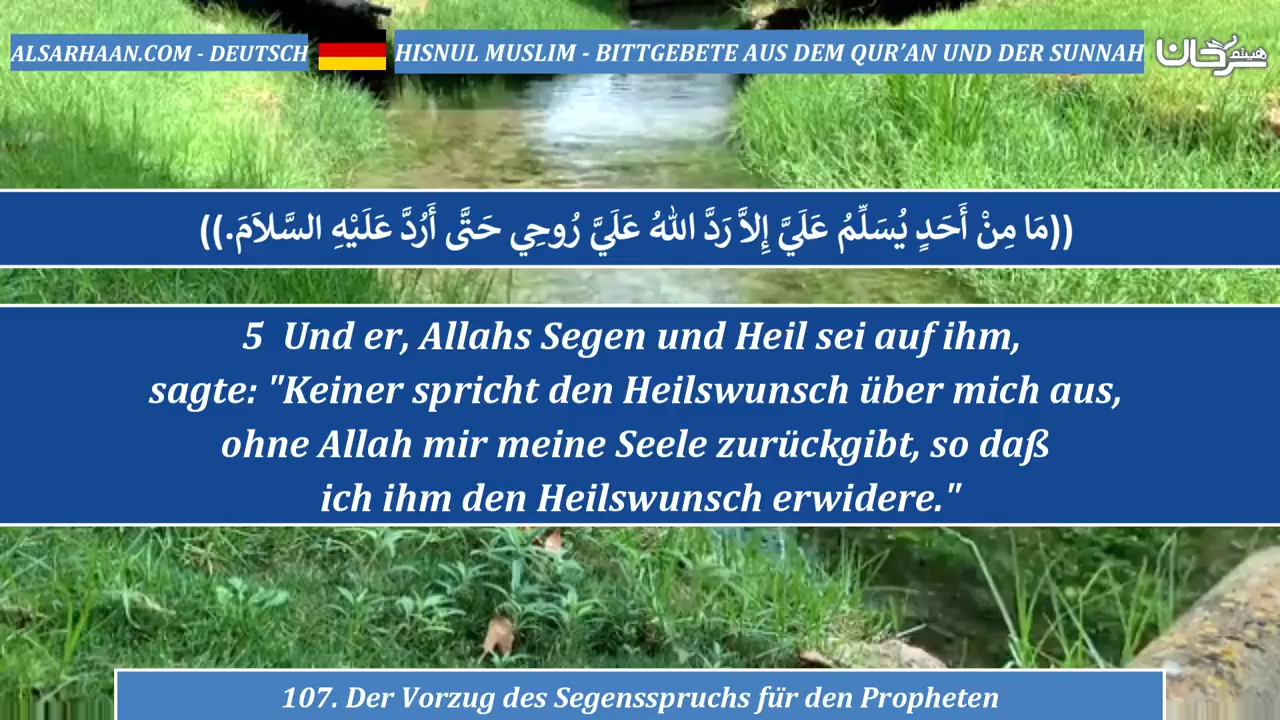 ALSARHAAN.COM - DEUTSCH
HISNUL MUSLIM - BITTGEBETE AUS DEM QUR’AN UND DER SUNNAH
هيثم سرحان
((مَا مِنْ أَحَدٍ يُسَلِّمُ عَلَيَّ إِلاَّ رَدَّ اللهُ عَلَيَّ رُوحِي حَتَّى أَرُدَّ عَلَيْهِ السَّلاَمَ.))
5 Und er, Allahs Segen und Heil sei auf ihm,
sagte: "Keiner spricht den Heilswunsch über mich aus,
ohne Allah mir meine Seele zurückgibt, so daß
ich ihm den Heilswunsch erwidere."
107. Der Vorzug des Segensspruchs für den Propheten